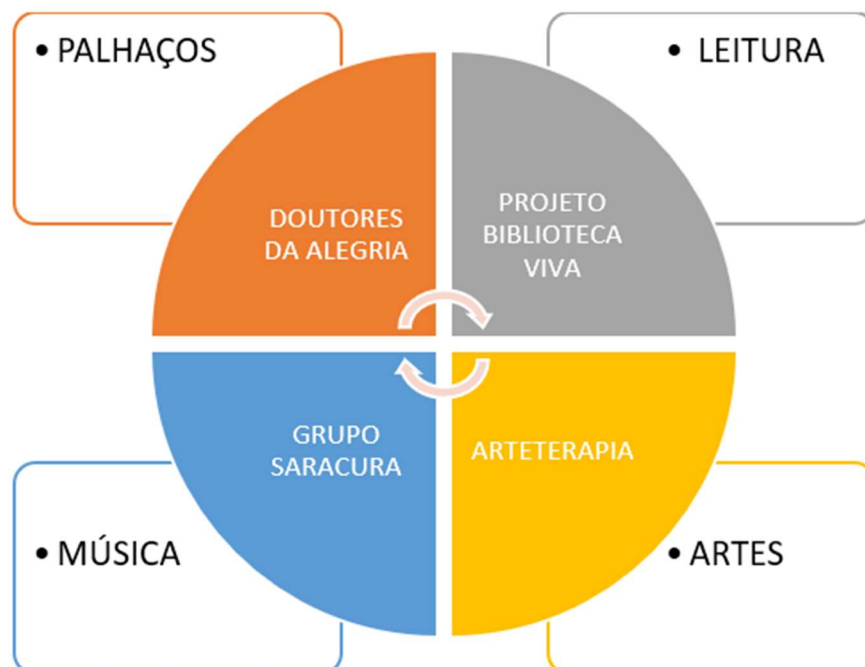 • PALHAÇOS
• LEITURA
DOUTORES
DA ALEGRIA
PROJETO
BIBLIOTECA
VIVA
GRUPO
SARACURA
ARTETERAPIA
• MÚSICA
• ARTES